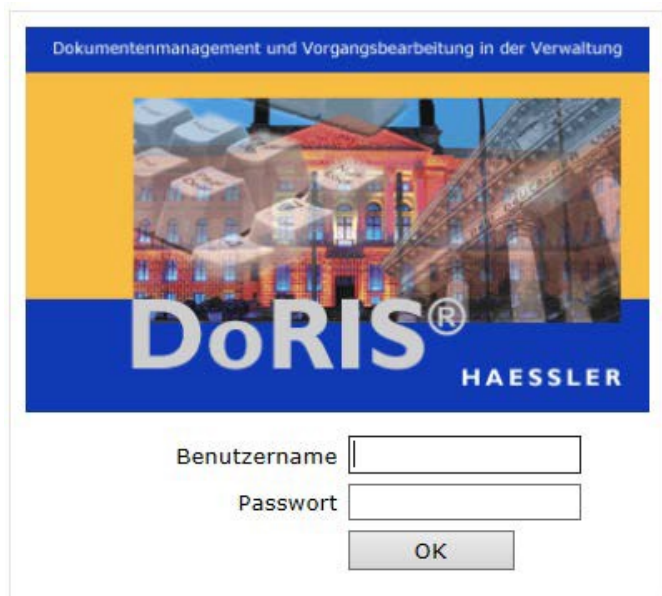 Dokumentenmanagement und Vorgangsbearbeitung in der Verwaltung
DoRIS®
HAESSLER
Benutzername
Passwort
OK